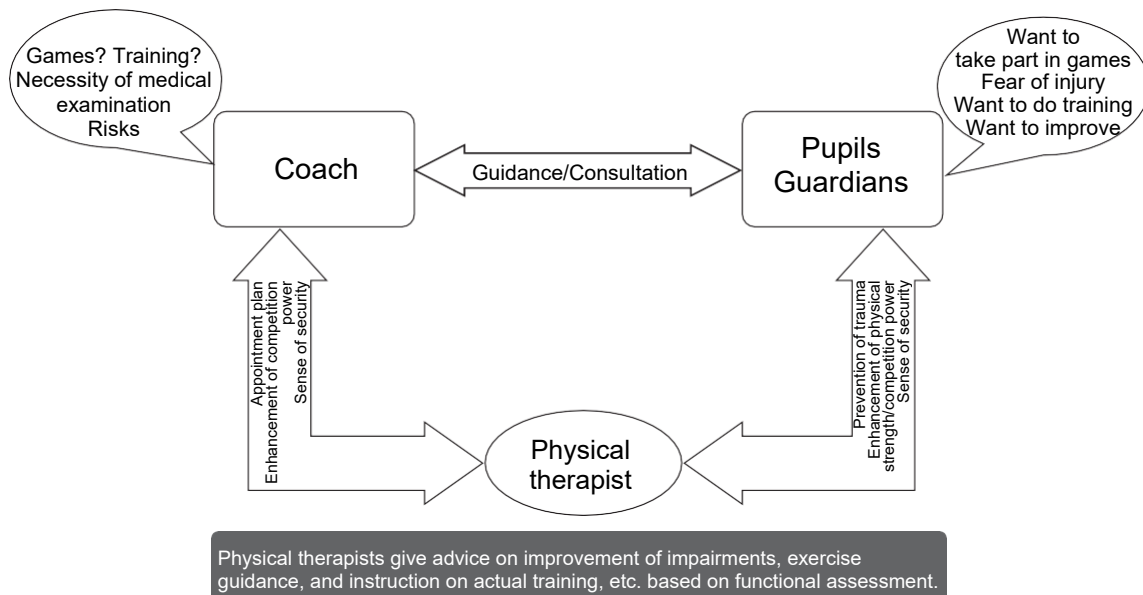 Games? Training?
Necessity of medical
examination
Risks
Want to
take part in games
Fear of injury
Want to do training
Want to improve
Coach
Guidance/Consultation
Pupils
Guardians
Appointment plan
Enhancement of competition
power
Sense of security
Prevention of trauma
Enhancement of physical
strength/competition power
Sense of security
Physical
therapist
Physical therapists give advice on improvement of impairments, exercise
guidance, and instruction on actual training, etc. based on functional assessment.